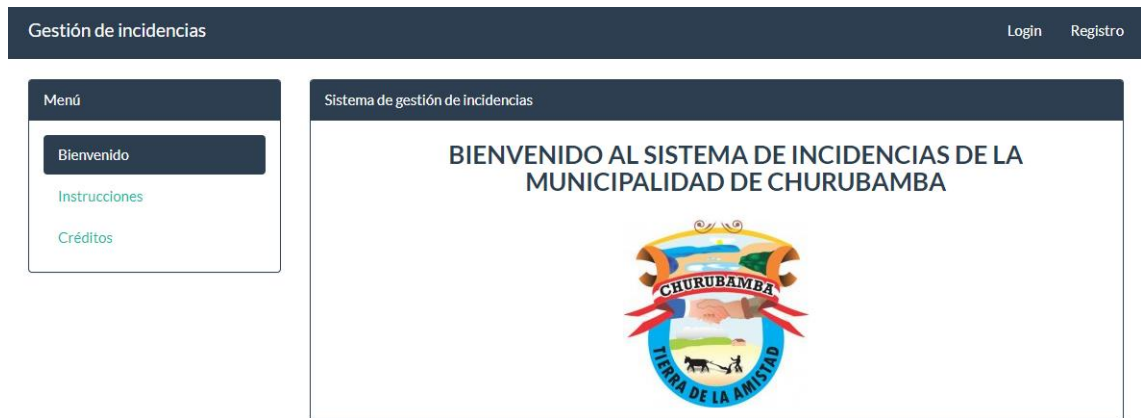 Gestión de incidencias
Login Registro
Menú
Bienvenido
Instrucciones
Créditos
Sistema de gestión de incidencias
BIENVENIDO AL SISTEMA DE INCIDENCIAS DE LA
MUNICIPALIDAD DE CHURUBAMBA
CHURUBAMBA
TIERRA DE LA AMISTAD